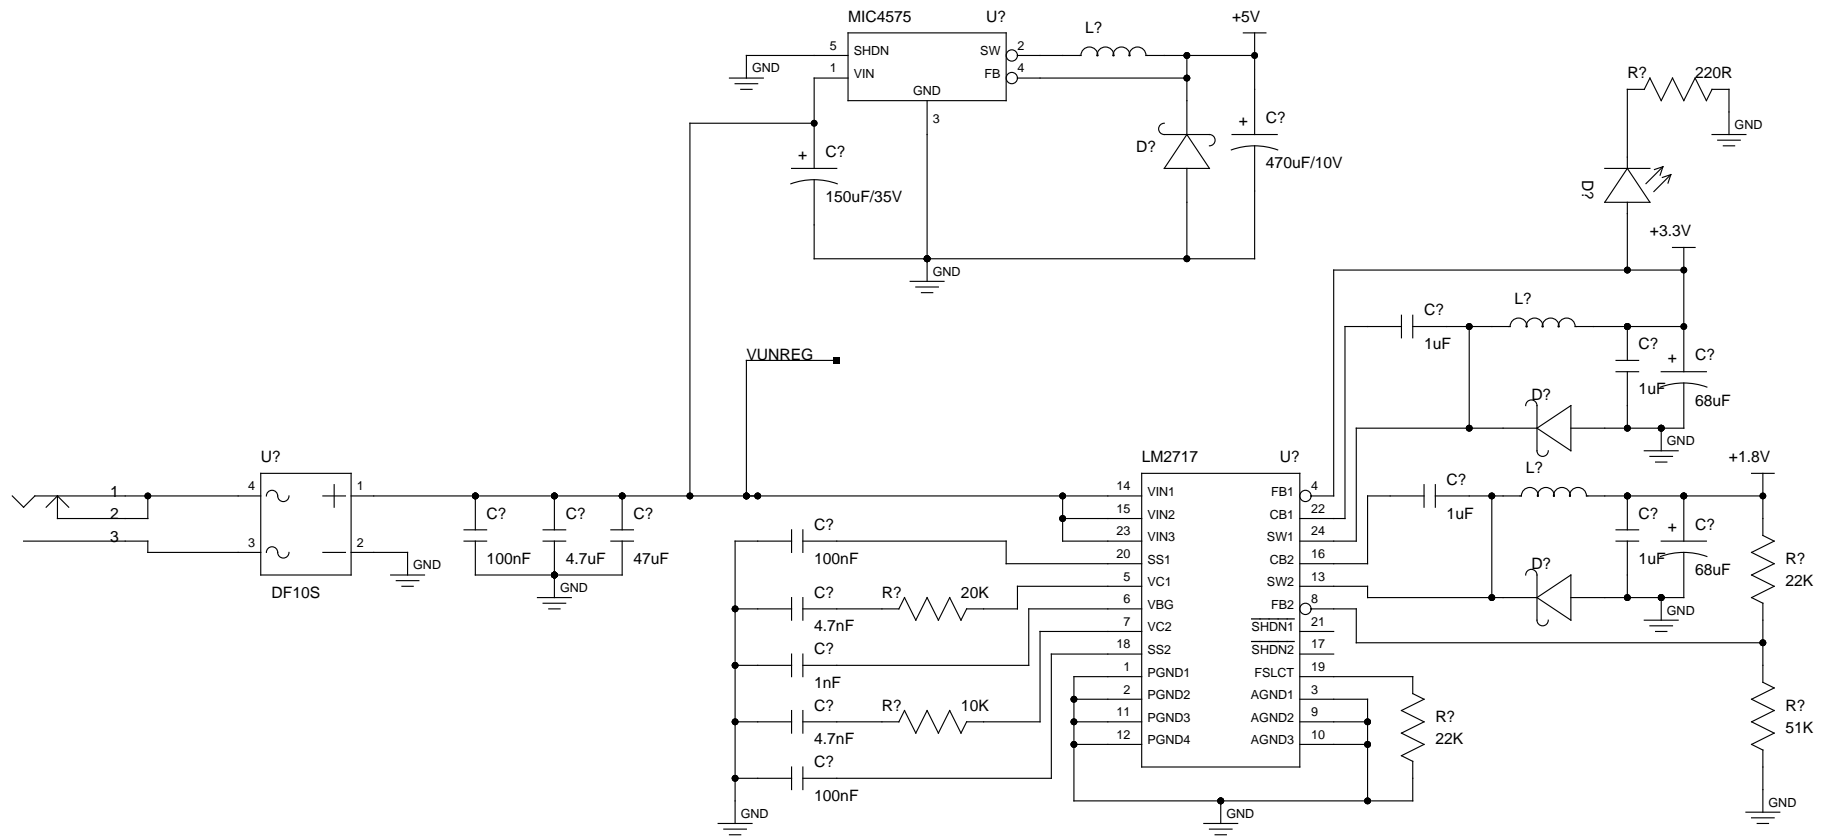 MIC4575 U?
5 SHDN SW 2
1 VIN FB 4
GND
3
GND
L?
+5V
C?
150uF/35V
+
D?
+ C?
470uF/10V
GND
R? 220R
GND
D?
+3.3V
C?
1uF
L?
C?
1uF
+ C?
68uF
D?
GND
VUNREG
1
2
3
U?
4 1
3 2
DF10S
GND
C?
100nF
C?
4.7uF
C?
47uF
GND
C?
100nF
C?
4.7nF
R? 20K
C?
1nF
C?
4.7nF
R? 10K
C?
100nF
GND
LM2717 U?
14 VIN1 FB1 4
15 VIN2 CB1 22
23 VIN3 SW1 24
20 SS1 CB2 16
5 VC1 SW2 13
6 VBG FB2 8
7 VC2 SHDN1 21
18 SS2 SHDN2 17
1 PGND1 FSLCT 19
2 PGND2 AGND1 3
11 PGND3 AGND2 9
12 PGND4 AGND3 10
GND
R?
22K
+1.8V
C?
1uF
L?
C?
1uF
+ C?
68uF
D?
GND
R?
22K
R?
51K
GND